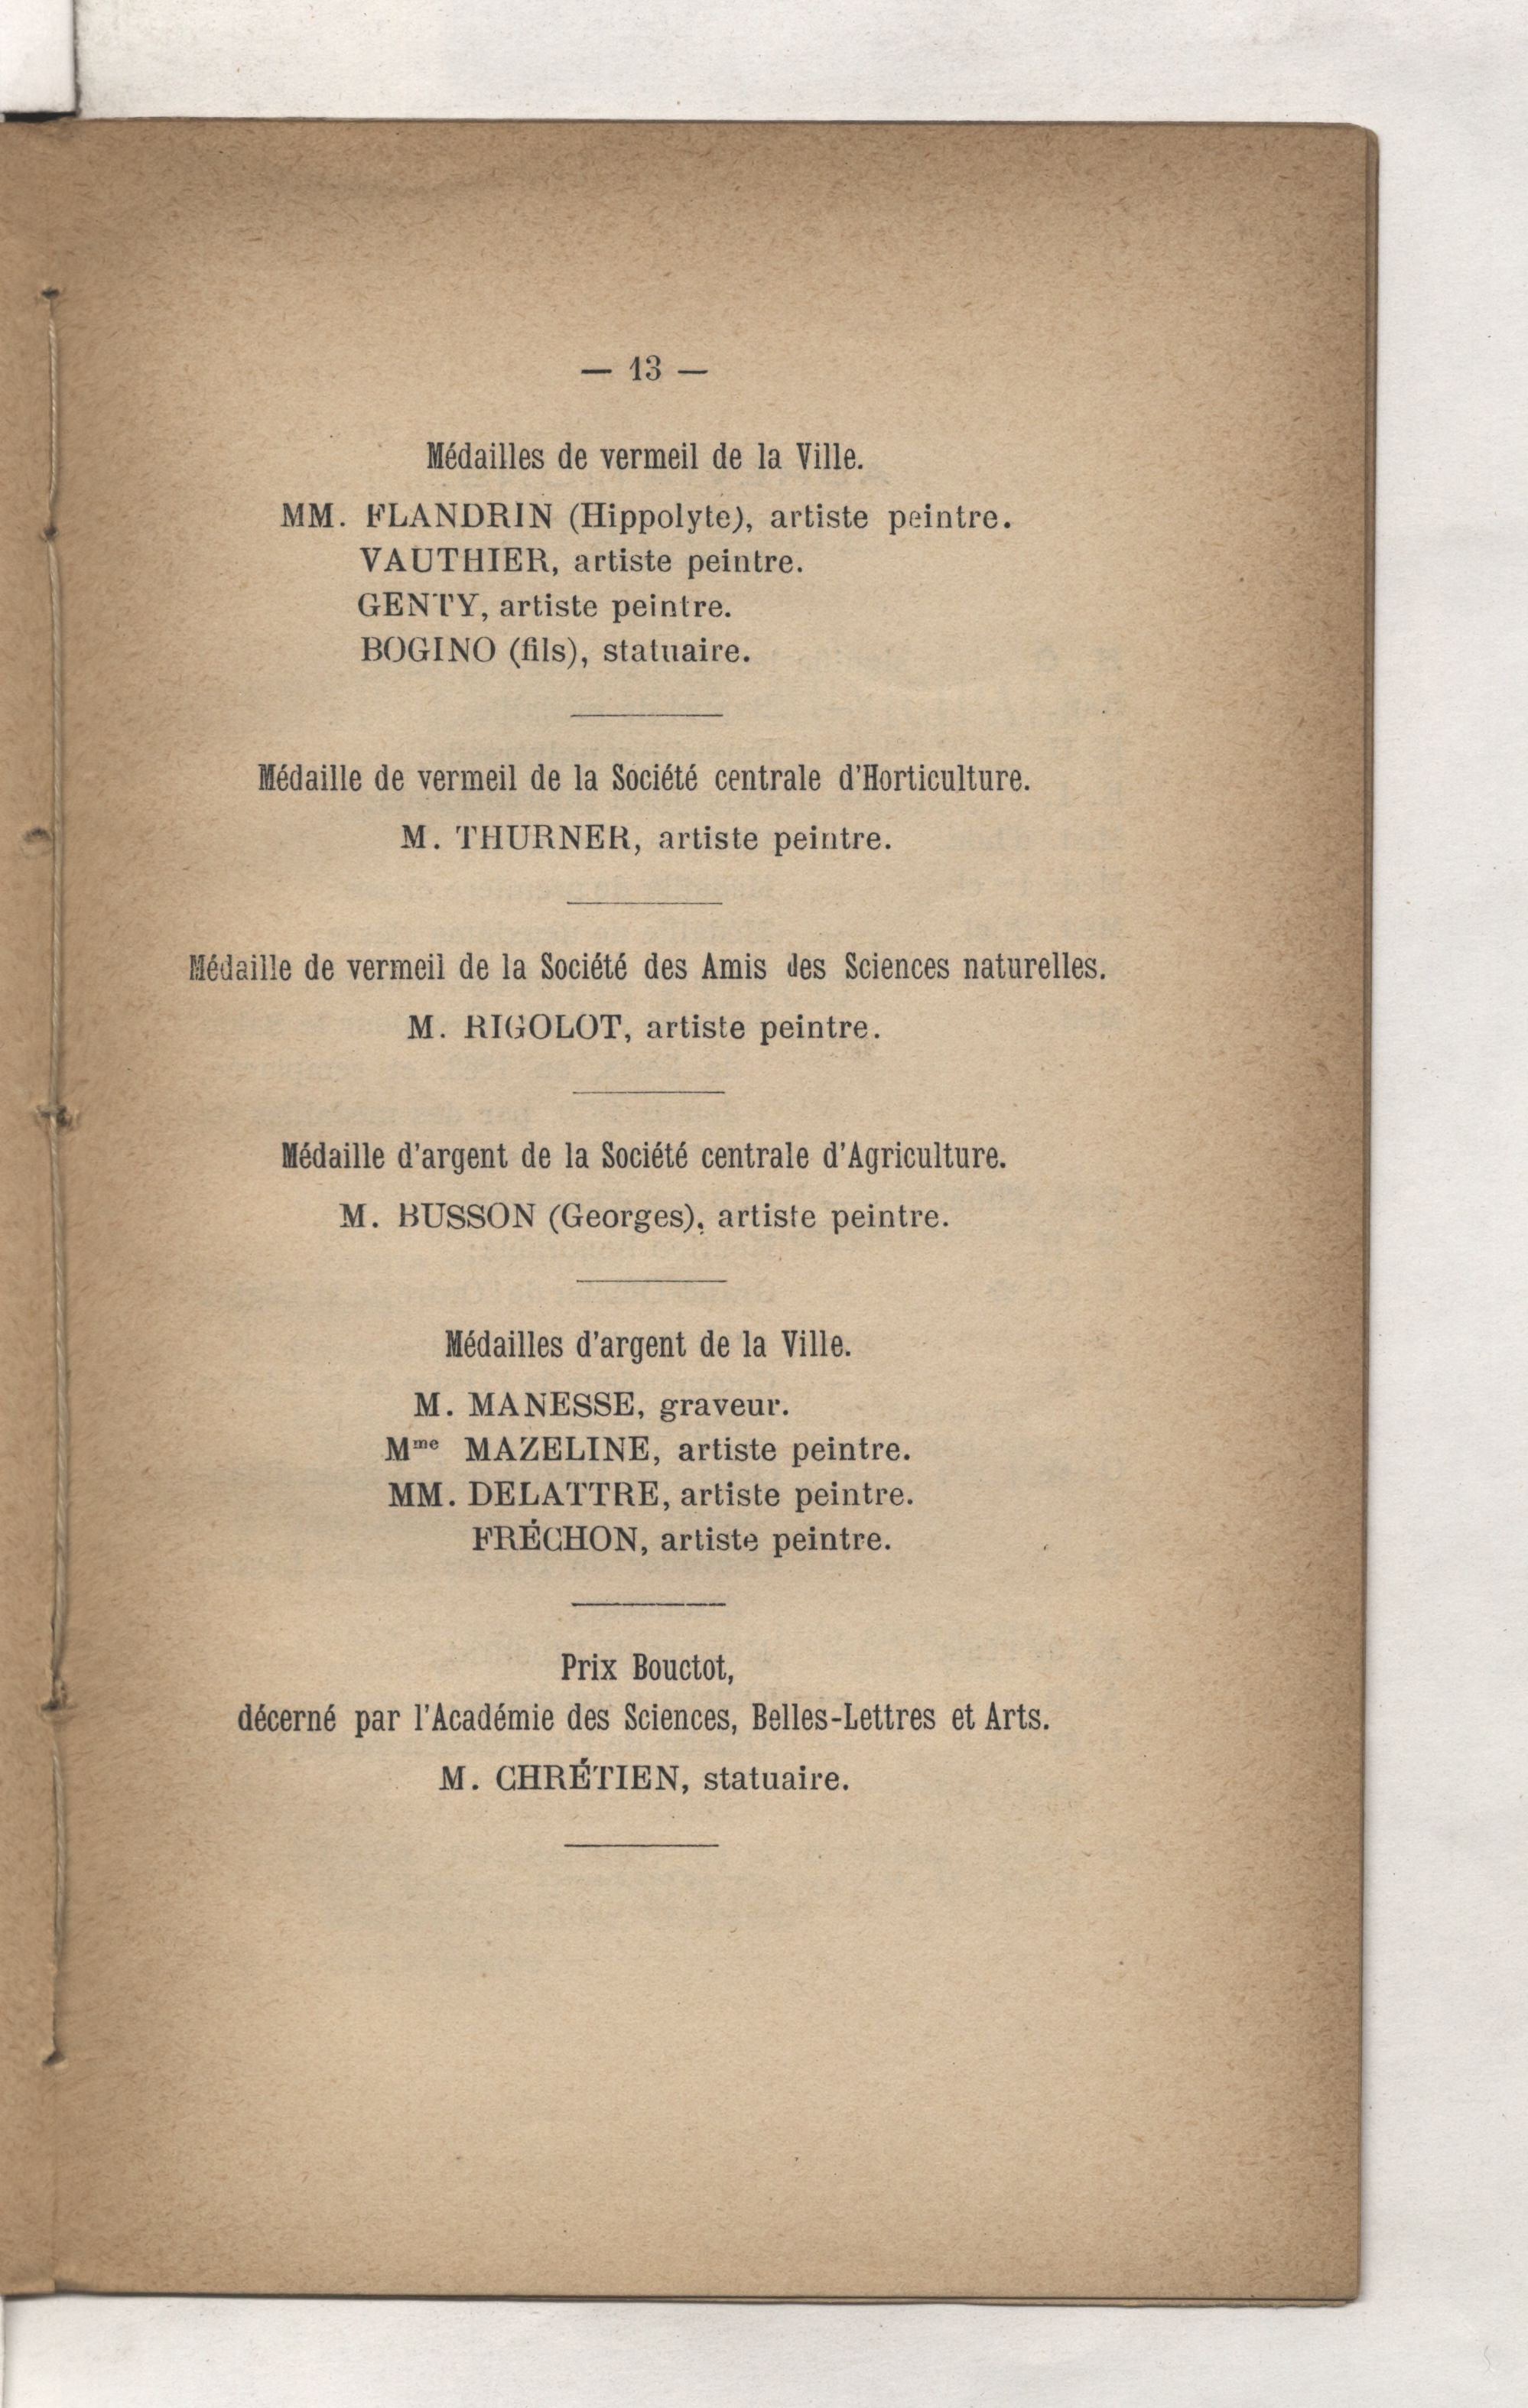 — 13 —
Médailles de vermeil de la Ville.
MM. FLANDRIN (Hippolyte), artiste peintre.
VAUTHIER, artiste peintre.
GENTY, artiste peintre.
BOGINO (fils), statuaire.
Médaille de vermeil de la Société centrale d'Horticulture.
M. THURNER, artiste peintre.
Médaille de vermeil de la Société des Amis des Sciences naturelles.
M. RIGOLOT, artiste peintre.
Médaille d'argent de la Société centrale d'Agriculture.
M. BUSSON (Georges), artiste peintre.
Médailles d'argent de la Ville.
M. MANESSE, graveur.
Mme MAZELINE, artiste peintre.
MM. DELATTRE, artiste peintre.
FRÉCHON, artiste peintre.
Prix Bouctot,
décerné par l'Académie des Sciences, Belles-Lettres et Arts.
M. CHRÉTIEN, statuaire.